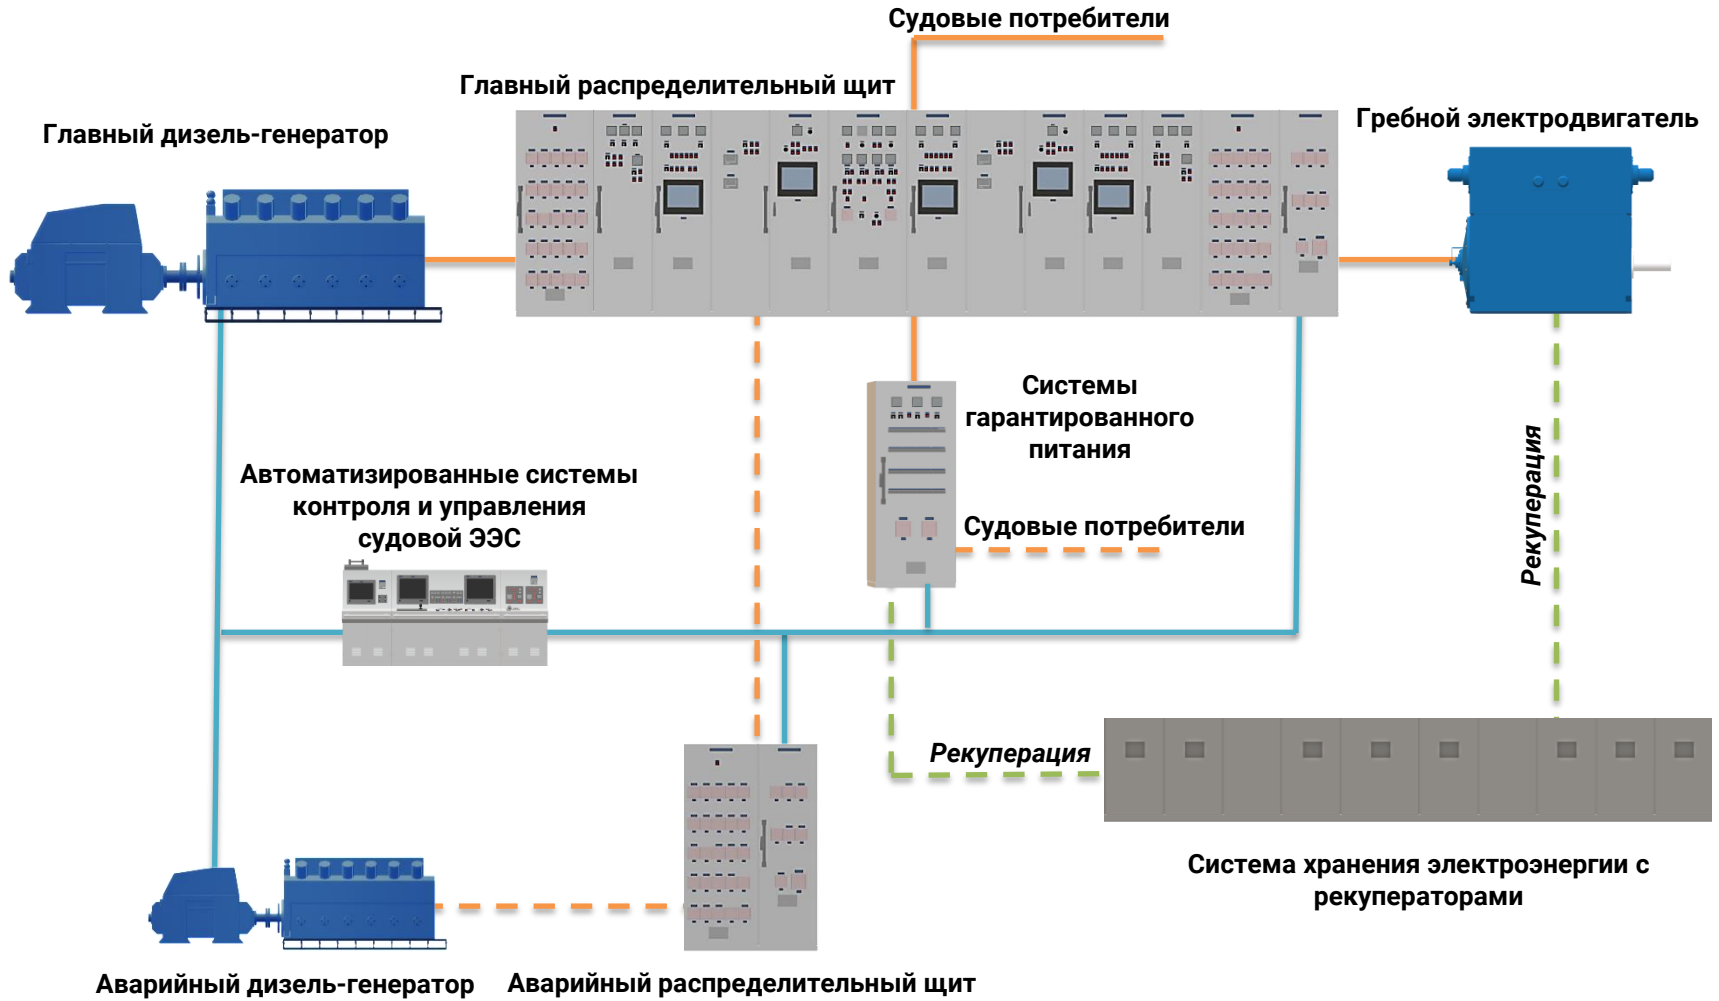 Судовые потребители
Главный распределительный щит
Главный дизель-генератор
Гребной электродвигатель
Системы
гарантированного
питания
Рекуперация
Автоматизированные системы
контроля и управления
судовой ЭЭС
Судовые потребители
Рекуперация
Система хранения электроэнергии с
рекуператорами
Аварийный дизель-генератор
Аварийный распределительный щит